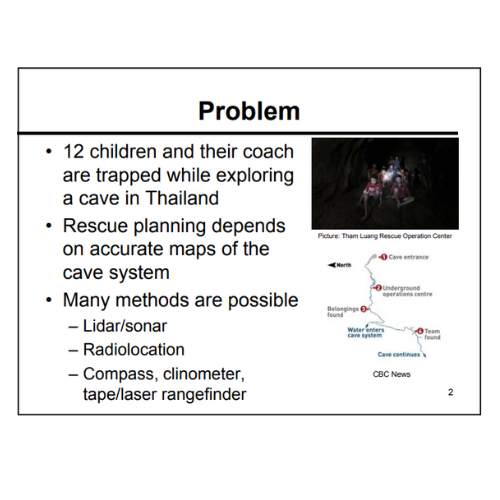 Problem
• 12 children and their coach
are trapped while exploring
a cave in Thailand
• Rescue planning depends
on accurate maps of the
cave system
• Many methods are possible
– Lidar/sonar
– Radiolocation
– Compass, clinometer,
tape/laser rangefinder
Picture: Tham Luang Rescue Operation Center
North
1 Cave entrance
2 Underground
operations centre
Belongings 3
found
Water enters
cave system
4 Team
found
Cave continues
CBC News
2